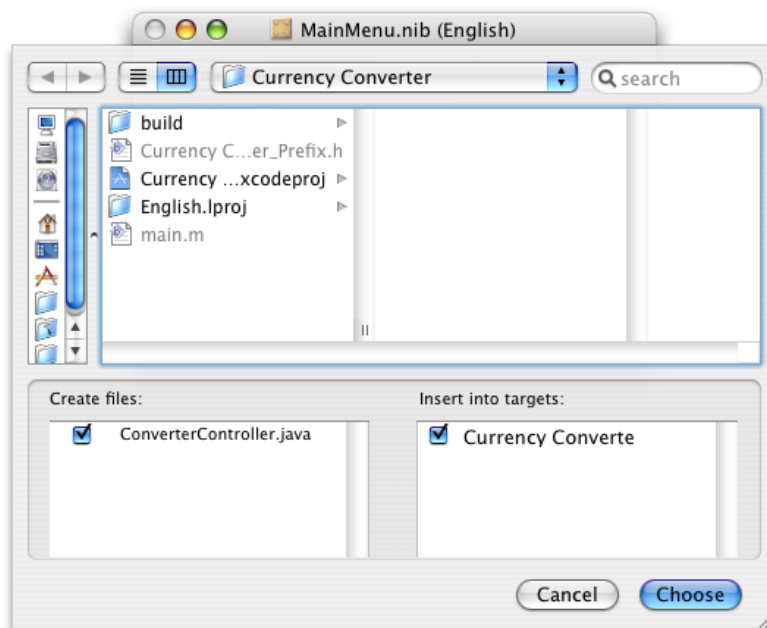 MainMenu.nib (English)
Currency Converter
search
build
Currency C...er_Prefix.h
Currency ...xcodeproj
English.lproj
main.m
Create files:
Insert into targets:
ConverterController.java
Currency Converte
Cancel
Choose